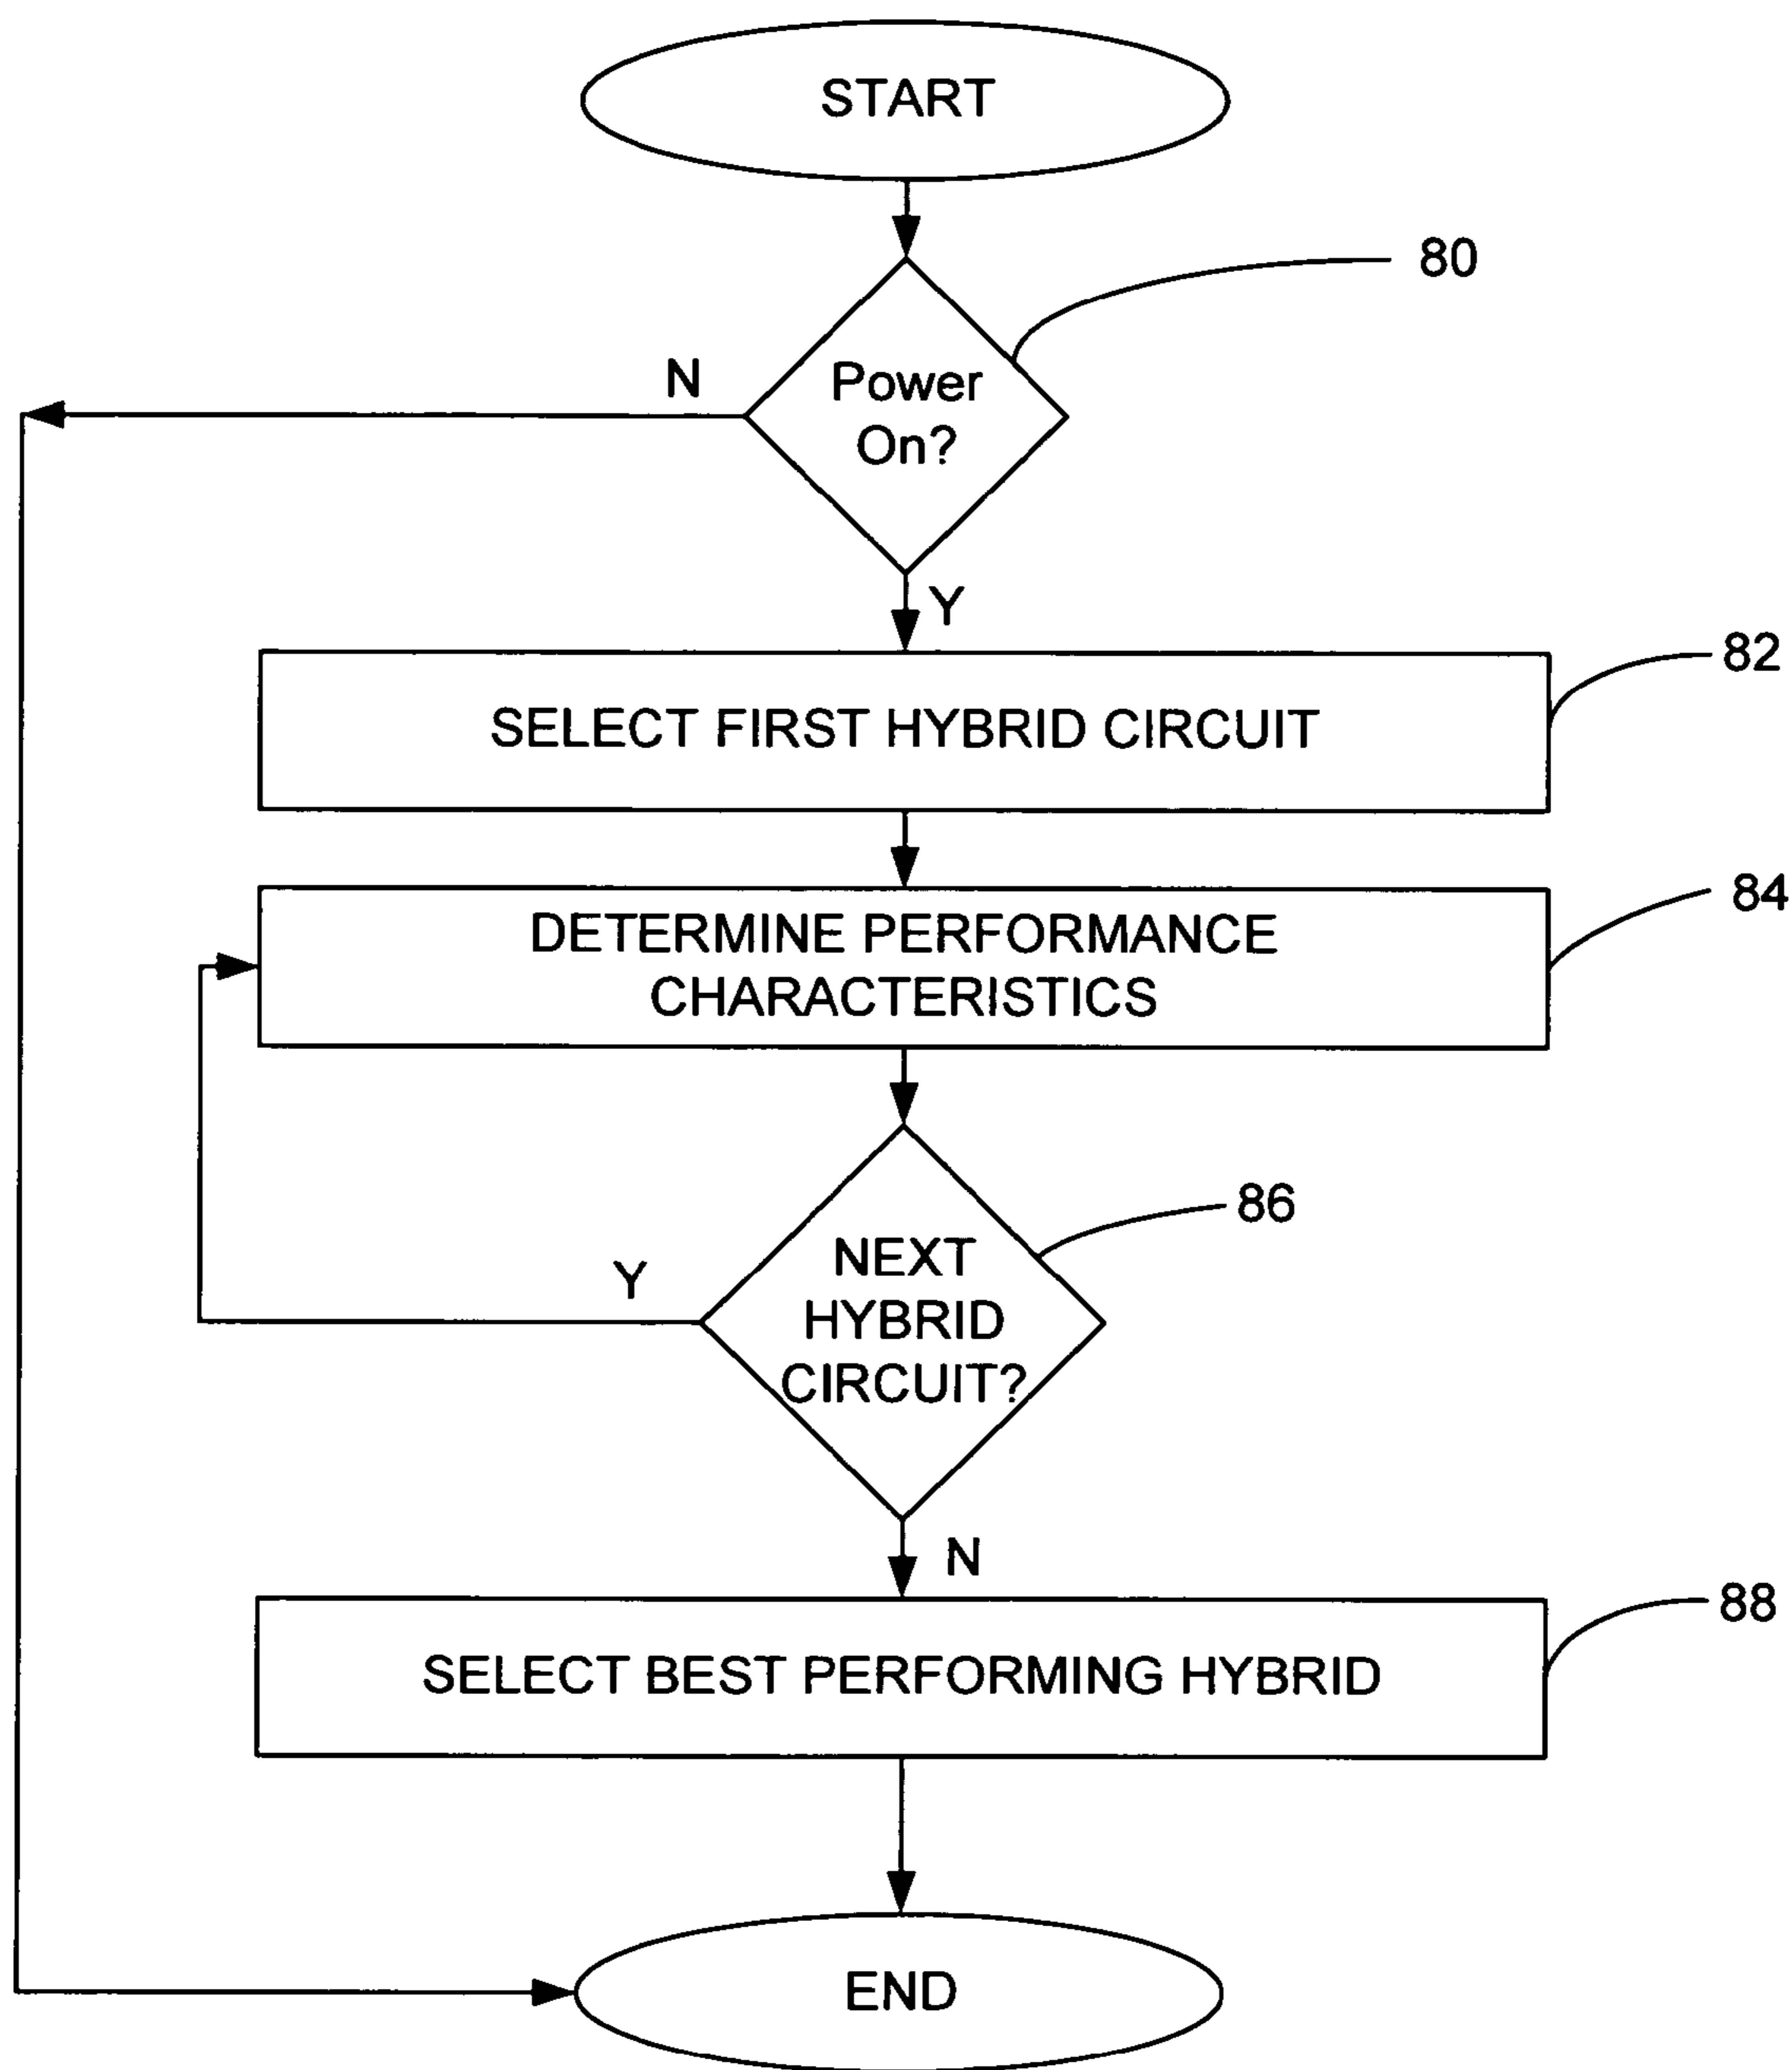 START
80
N
Power
On?
Y
82
SELECT FIRST HYBRID CIRCUIT
84
DETERMINE PERFORMANCE
CHARACTERISTICS
86
Y
NEXT
HYBRID
CIRCUIT?
N
88
SELECT BEST PERFORMING HYBRID
END